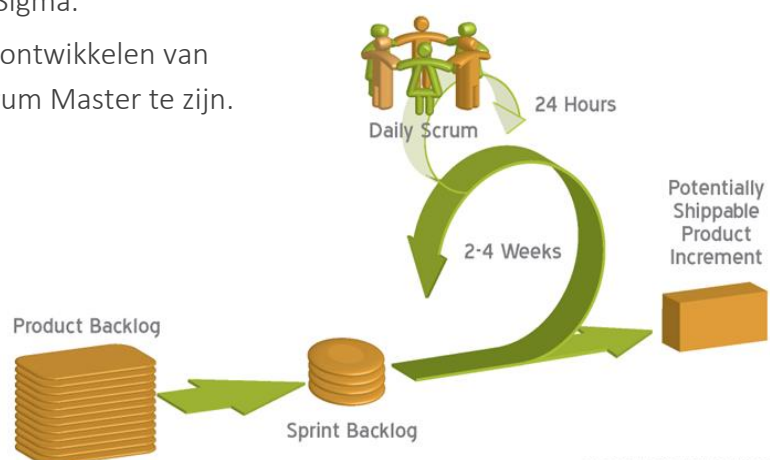 Sigma.
ontwikkelen van
um Master te zijn.
Daily Scrum
24 Hours
2-4 Weeks
Potentially
Shippable
Product
Increment
Product Backlog
Sprint Backlog